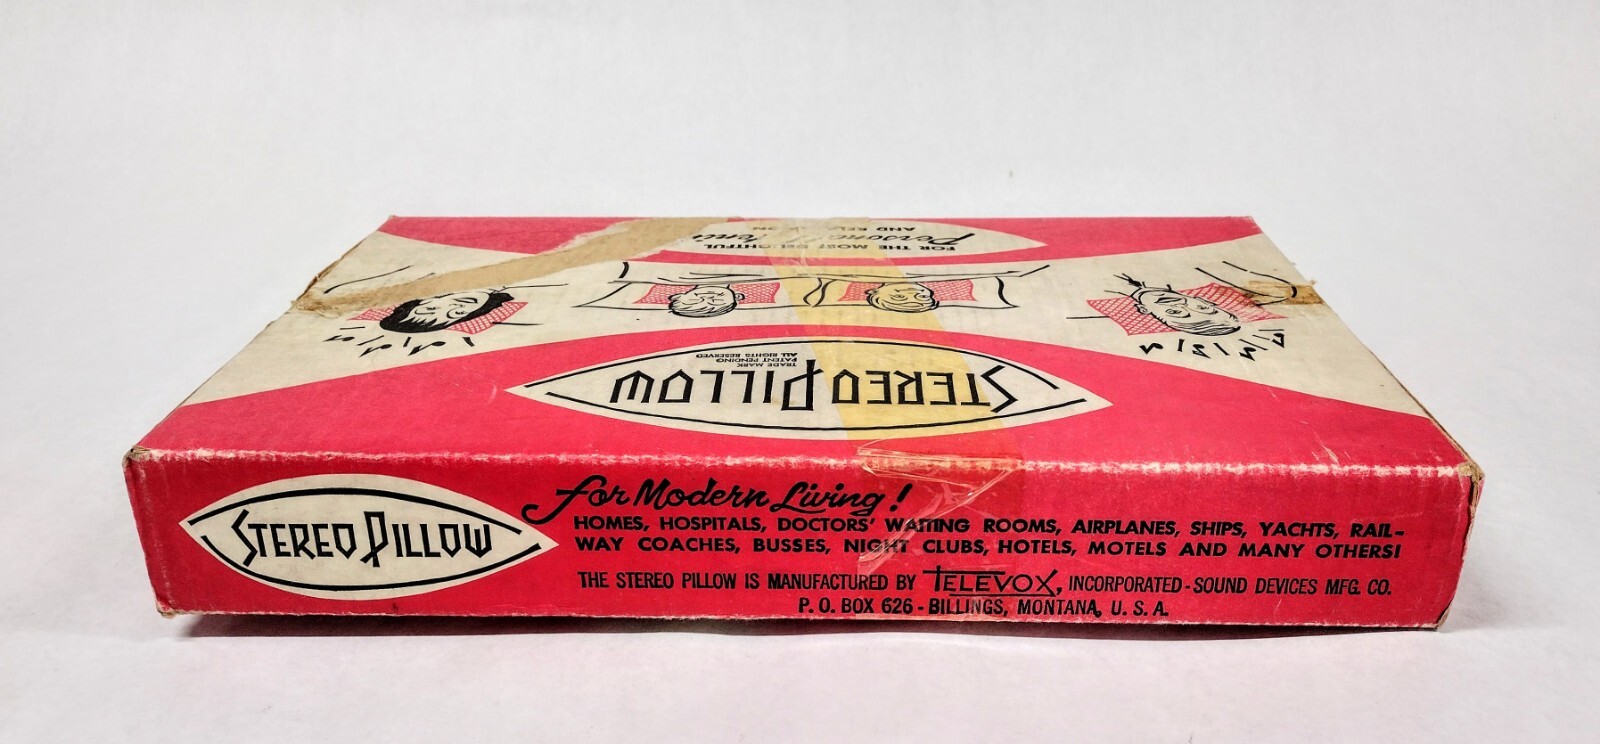 FOR THE MOST DELIGHTFUL
Personal
AND
STEREO PILLOW
TRADE MARK
PATENT PENDING
ALL RIGHTS RESERVED
STEREO PILLOW
for Modern Living!
HOMES, HOSPITALS, DOCTORS' WAITING ROOMS, AIRPLANES, SHIPS, YACHTS, RAIL-
WAY COACHES, BUSSES, NIGHT CLUBS, HOTELS, MOTELS AND MANY OTHERS!
THE STEREO PILLOW IS MANUFACTURED BY TELEVOX, INCORPORATED-SOUND DEVICES MFG. CO.
P. O. BOX 626 - BILLINGS, MONTANA, U. S. A.